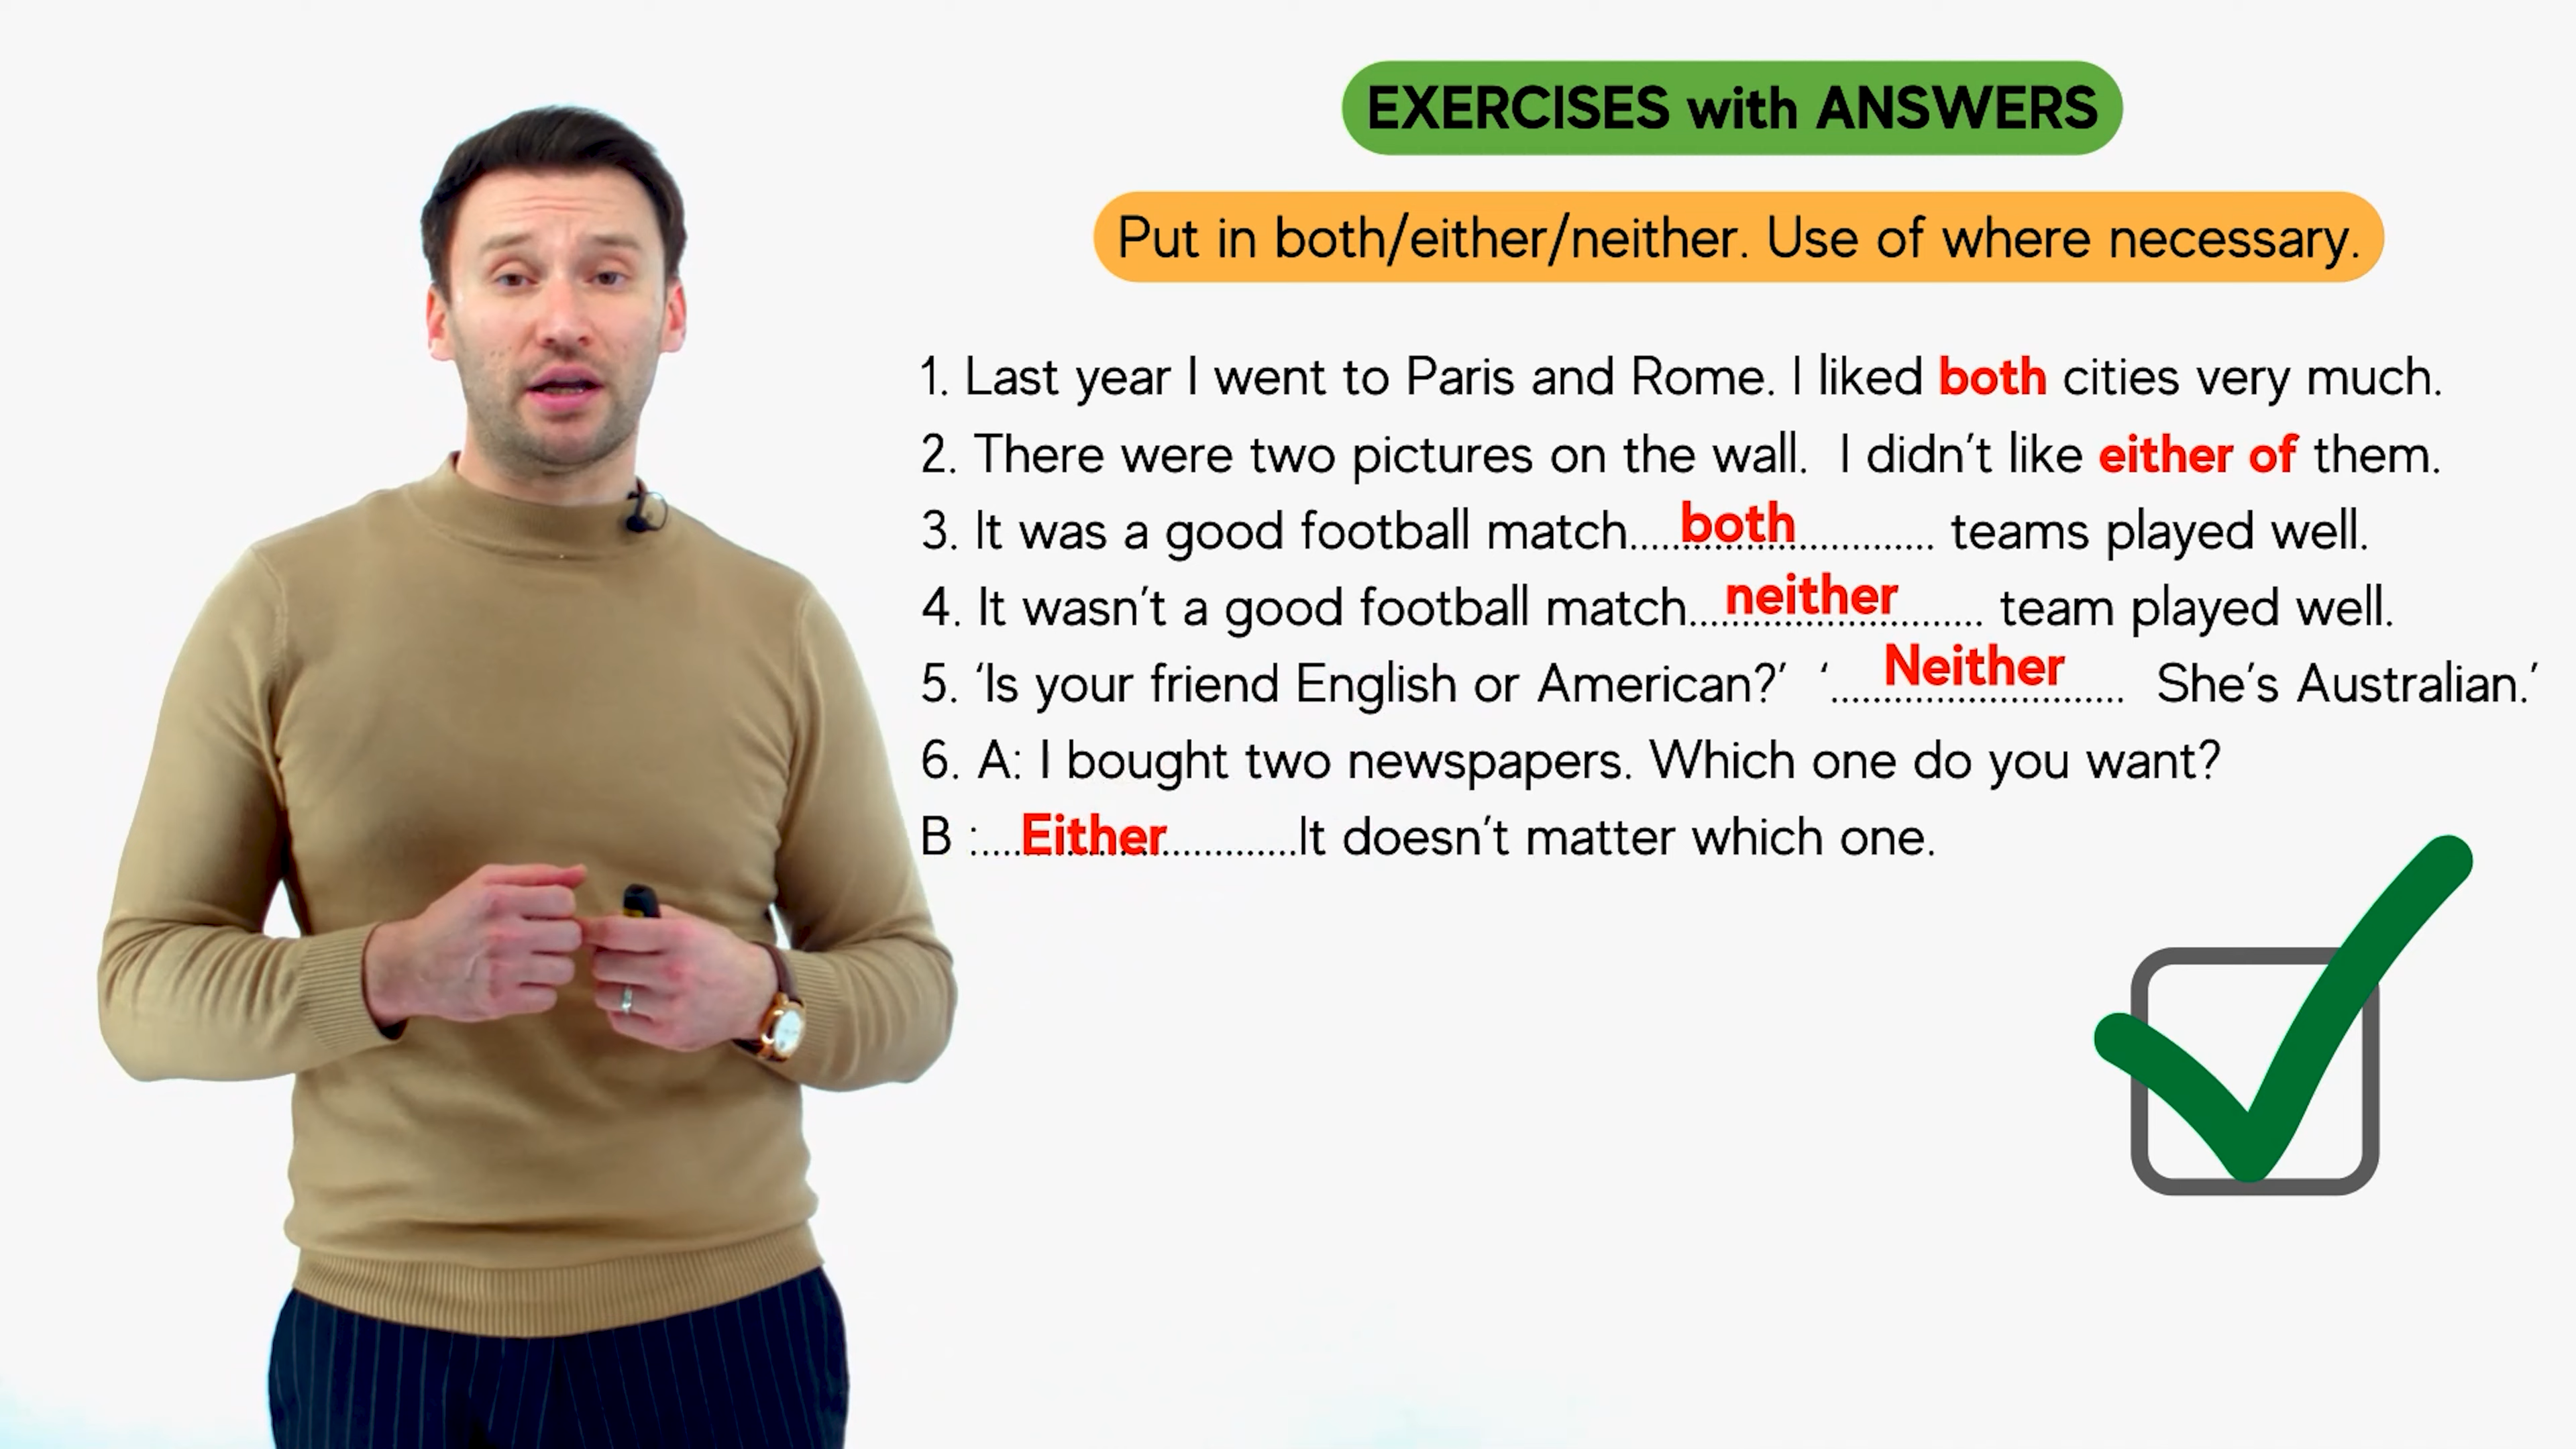 EXERCISES with ANSWERS
Put in both/either/neither. Use of where necessary.
1. Last year I went to Paris and Rome. I liked both cities very much.
2. There were two pictures on the wall.  I didn’t like either of them.
3. It was a good football match....both............................ teams played well.
4. It wasn’t a good football match....neither............................ team played well.
5. ‘Is your friend English or American?’  ‘....Neither............................  She’s Australian.’
6. A: I bought two newspapers. Which one do you want?
B :....Either............................It doesn’t matter which one.